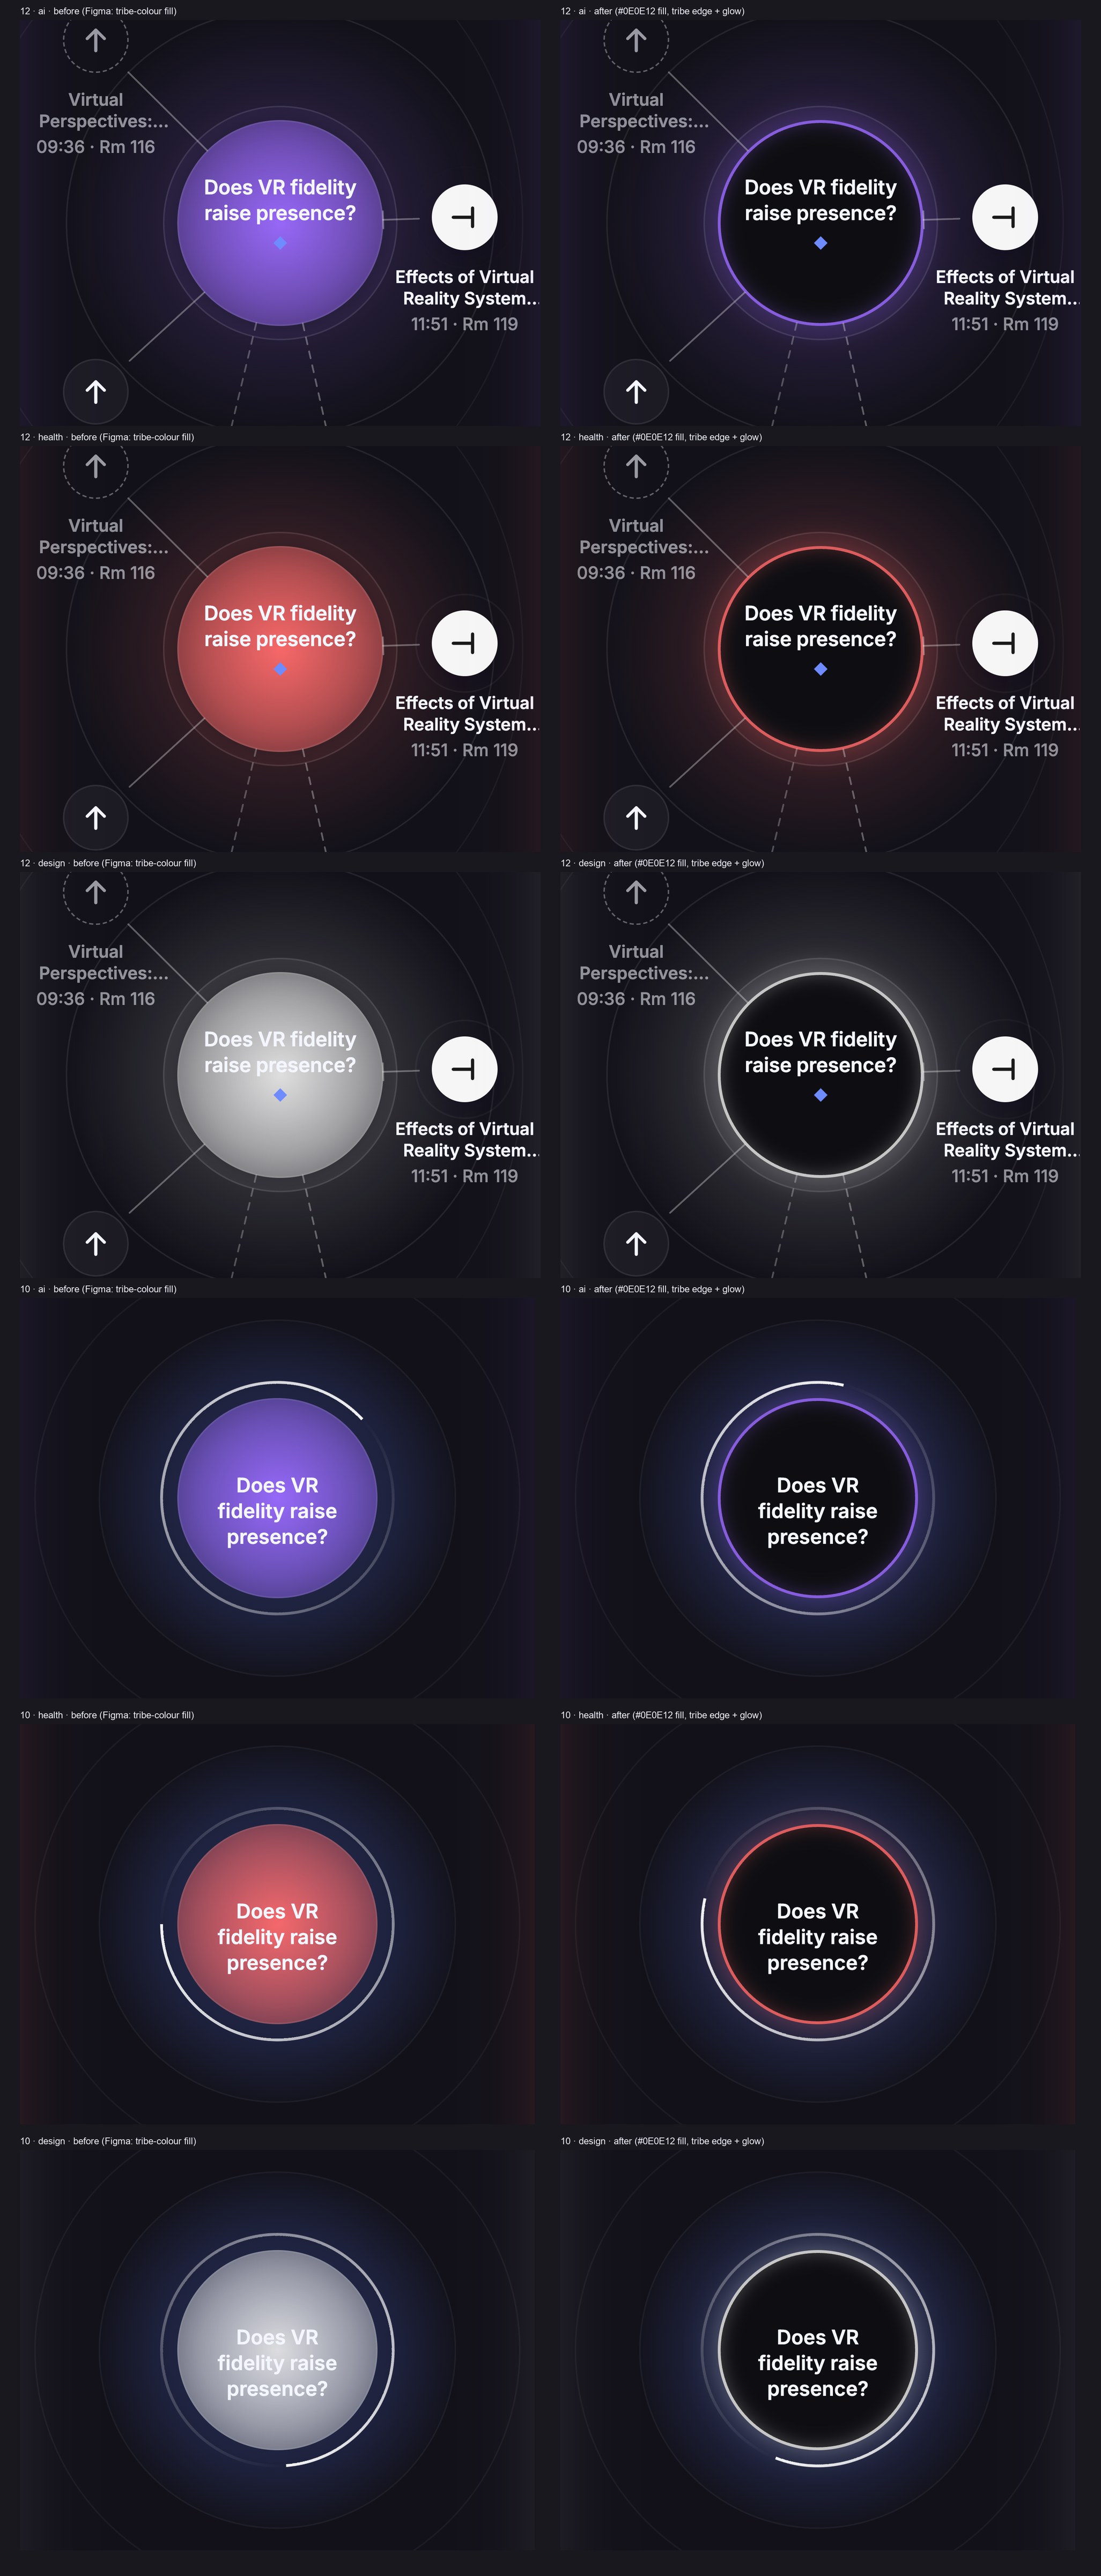 12 · ai · before (Figma: tribe-colour fill)
12 · ai · after (#0E0E12 fill, tribe edge + glow)
Virtual
Perspectives:...
09:36 · Rm 116
Does VR fidelity
raise presence?
Effects of Virtual
Reality System...
11:51 · Rm 119
Virtual
Perspectives:...
09:36 · Rm 116
Does VR fidelity
raise presence?
Effects of Virtual
Reality System...
11:51 · Rm 119
12 · health · before (Figma: tribe-colour fill)
12 · health · after (#0E0E12 fill, tribe edge + glow)
Virtual
Perspectives:...
09:36 · Rm 116
Does VR fidelity
raise presence?
Effects of Virtual
Reality System...
11:51 · Rm 119
Virtual
Perspectives:...
09:36 · Rm 116
Does VR fidelity
raise presence?
Effects of Virtual
Reality System...
11:51 · Rm 119
12 · design · before (Figma: tribe-colour fill)
12 · design · after (#0E0E12 fill, tribe edge + glow)
Virtual
Perspectives:...
09:36 · Rm 116
Does VR fidelity
raise presence?
Effects of Virtual
Reality System...
11:51 · Rm 119
Virtual
Perspectives:...
09:36 · Rm 116
Does VR fidelity
raise presence?
Effects of Virtual
Reality System...
11:51 · Rm 119
10 · ai · before (Figma: tribe-colour fill)
10 · ai · after (#0E0E12 fill, tribe edge + glow)
Does VR
fidelity raise
presence?
Does VR
fidelity raise
presence?
10 · health · before (Figma: tribe-colour fill)
10 · health · after (#0E0E12 fill, tribe edge + glow)
Does VR
fidelity raise
presence?
Does VR
fidelity raise
presence?
10 · design · before (Figma: tribe-colour fill)
10 · design · after (#0E0E12 fill, tribe edge + glow)
Does VR
fidelity raise
presence?
Does VR
fidelity raise
presence?